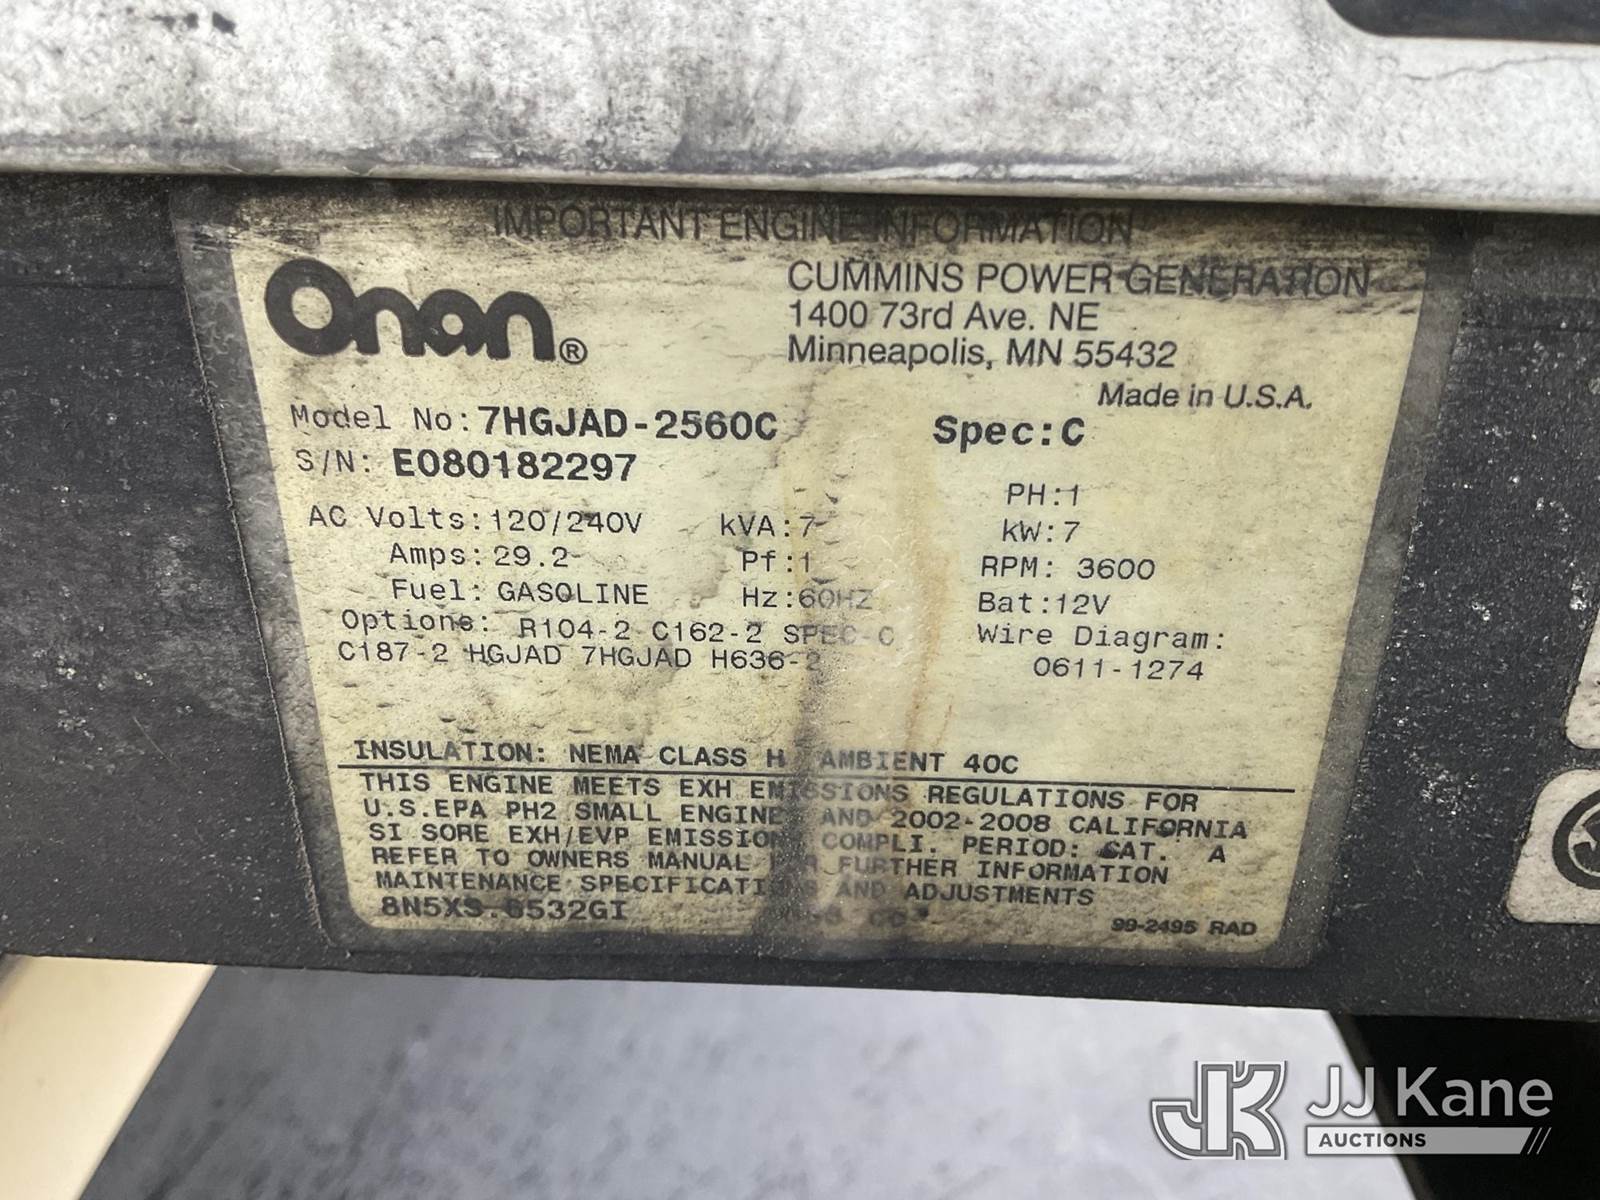 IMPORTANT ENGINE INFORMATION
Onan®
CUMMINS POWER GENERATION
1400 73rd Ave. NE
Minneapolis, MN 55432
Made in U.S.A.
Model No: 7HGJAD-2560C Spec:C
S/N: E080182297
PH:1
AC Volts: 120/240V kVA:7 kW:7
Amps: 29.2 Pf:1 RPM: 3600
Fuel: GASOLINE Hz:60HZ Bat:12V
Options: R104-2 C162-2 SPEC-C Wire Diagram:
C187-2 HGJAD 7HGJAD H636-2 0611-1274
INSULATION: NEMA CLASS H AMBIENT 40C
THIS ENGINE MEETS EXH EMISSIONS REGULATIONS FOR
U.S.EPA PH2 SMALL ENGINE AND 2002-2008 CALIFORNIA
SI SORE EXH/EVP EMISSION COMPLI. PERIOD: CAT. A
REFER TO OWNERS MANUAL FOR FURTHER INFORMATION
MAINTENANCE SPECIFICATIONS AND ADJUSTMENTS
99-2495 RAD
JK JJ Kane
AUCTIONS